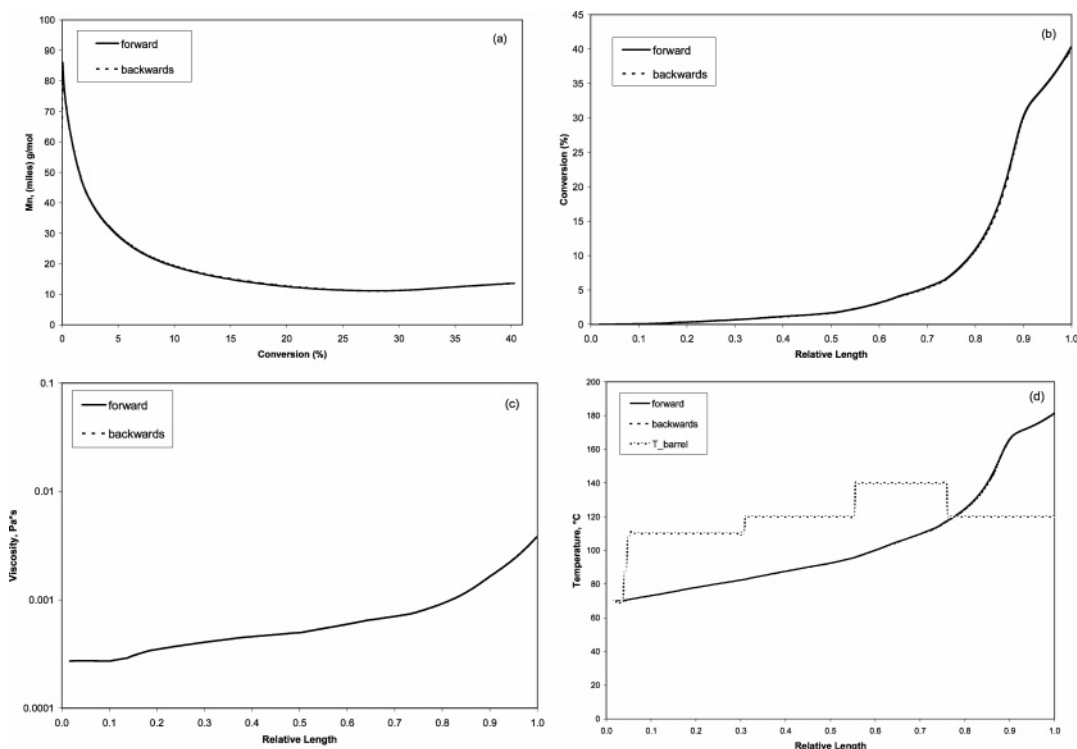 (a)
forward
backwards
Mn, (miles) g/mol
100
90
80
70
60
50
40
30
20
10
0
0 5 10 15 20 25 30 35 40
Conversion (%)
(b)
forward
backwards
Conversion (%)
45
40
35
30
25
20
15
10
5
0
0.0 0.1 0.2 0.3 0.4 0.5 0.6 0.7 0.8 0.9 1.0
Relative Length
(c)
forward
backwards
Viscosity, Pa*s
0.1
0.01
0.001
0.0001
0.0 0.1 0.2 0.3 0.4 0.5 0.6 0.7 0.8 0.9 1.0
Relative Length
(d)
forward
backwards
T_barrel
Temperature, °C
200
180
160
140
120
100
80
60
40
20
0
0.0 0.1 0.2 0.3 0.4 0.5 0.6 0.7 0.8 0.9 1.0
Relative Length